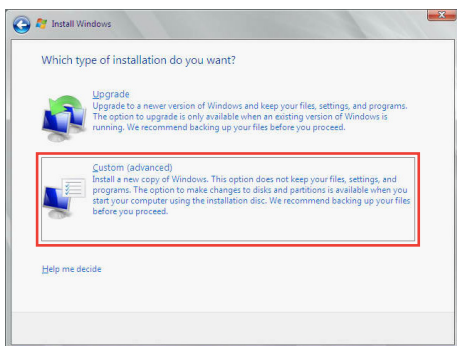 Install Windows
Which type of installation do you want?
Upgrade
Upgrade to a newer version of Windows and keep your files, settings, and programs.
The option to upgrade is only available when an existing version of Windows is
running. We recommend backing up your files before you proceed.
Custom (advanced)
Install a new copy of Windows. This option does not keep your files, settings, and
programs. The option to make changes to disks and partitions is available when you
start your computer using the installation disc. We recommend backing up your files
before you proceed.
Help me decide